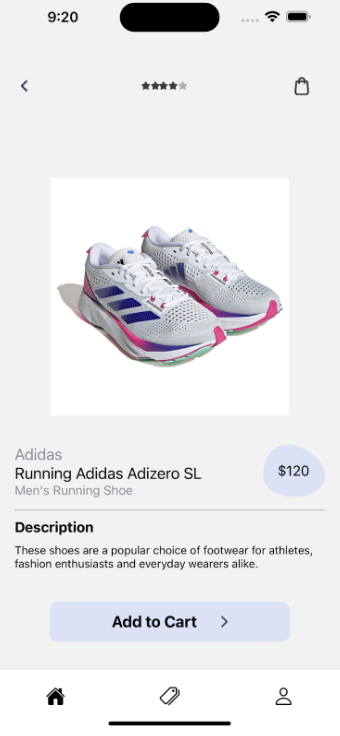 9:20
Adidas
Running Adidas Adizero SL
$120
Men's Running Shoe
Description
These shoes are a popular choice of footwear for athletes,
fashion enthusiasts and everyday wearers alike.
Add to Cart